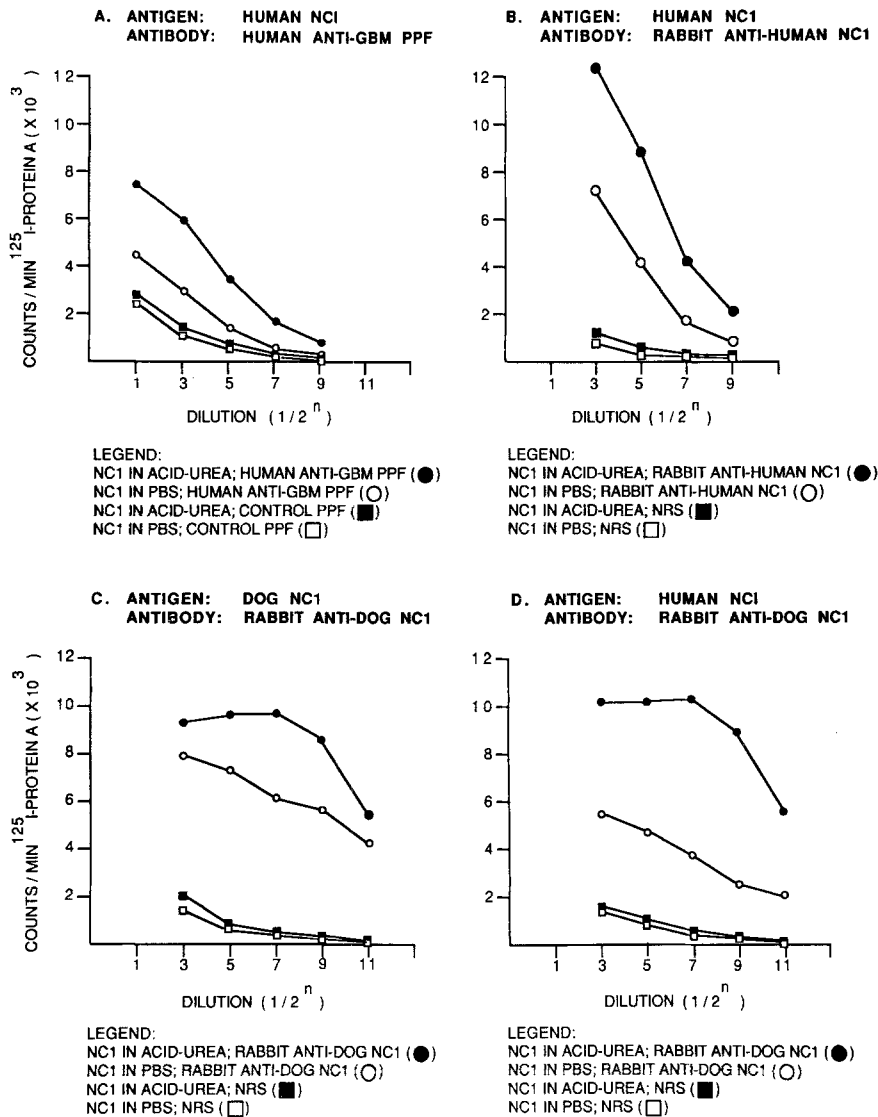 A. ANTIGEN: HUMAN NCI
ANTIBODY: HUMAN ANTI-GBM PPF
COUNTS / MIN 125 I-PROTEIN A ( X 10 3 )
12
10
8
6
4
2
1 3 5 7 9 11
DILUTION ( 1 / 2 n )
LEGEND:
NC1 IN ACID-UREA; HUMAN ANTI-GBM PPF (●)
NC1 IN PBS; HUMAN ANTI-GBM PPF (○)
NC1 IN ACID-UREA; CONTROL PPF (■)
NC1 IN PBS; CONTROL PPF (□)
B. ANTIGEN: HUMAN NC1
ANTIBODY: RABBIT ANTI-HUMAN NC1
12
10
8
6
4
2
1 3 5 7 9
DILUTION ( 1 / 2 n )
LEGEND:
NC1 IN ACID-UREA; RABBIT ANTI-HUMAN NC1 (●)
NC1 IN PBS; RABBIT ANTI-HUMAN NC1 (○)
NC1 IN ACID-UREA; NRS (■)
NC1 IN PBS; NRS (□)
C. ANTIGEN: DOG NC1
ANTIBODY: RABBIT ANTI-DOG NC1
COUNTS / MIN 125 I-PROTEIN A ( X 10 3 )
12
10
8
6
4
2
1 3 5 7 9 11
DILUTION ( 1 / 2 n )
LEGEND:
NC1 IN ACID-UREA; RABBIT ANTI-DOG NC1 (●)
NC1 IN PBS; RABBIT ANTI-DOG NC1 (○)
NC1 IN ACID-UREA; NRS (■)
NC1 IN PBS; NRS (□)
D. ANTIGEN: HUMAN NCI
ANTIBODY: RABBIT ANTI-DOG NC1
12
10
8
6
4
2
1 3 5 7 9 11
DILUTION ( 1 / 2 n )
LEGEND:
NC1 IN ACID-UREA; RABBIT ANTI-DOG NC1 (●)
NC1 IN PBS; RABBIT ANTI-DOG NC1 (○)
NC1 IN ACID-UREA; NRS (■)
NC1 IN PBS; NRS (□)